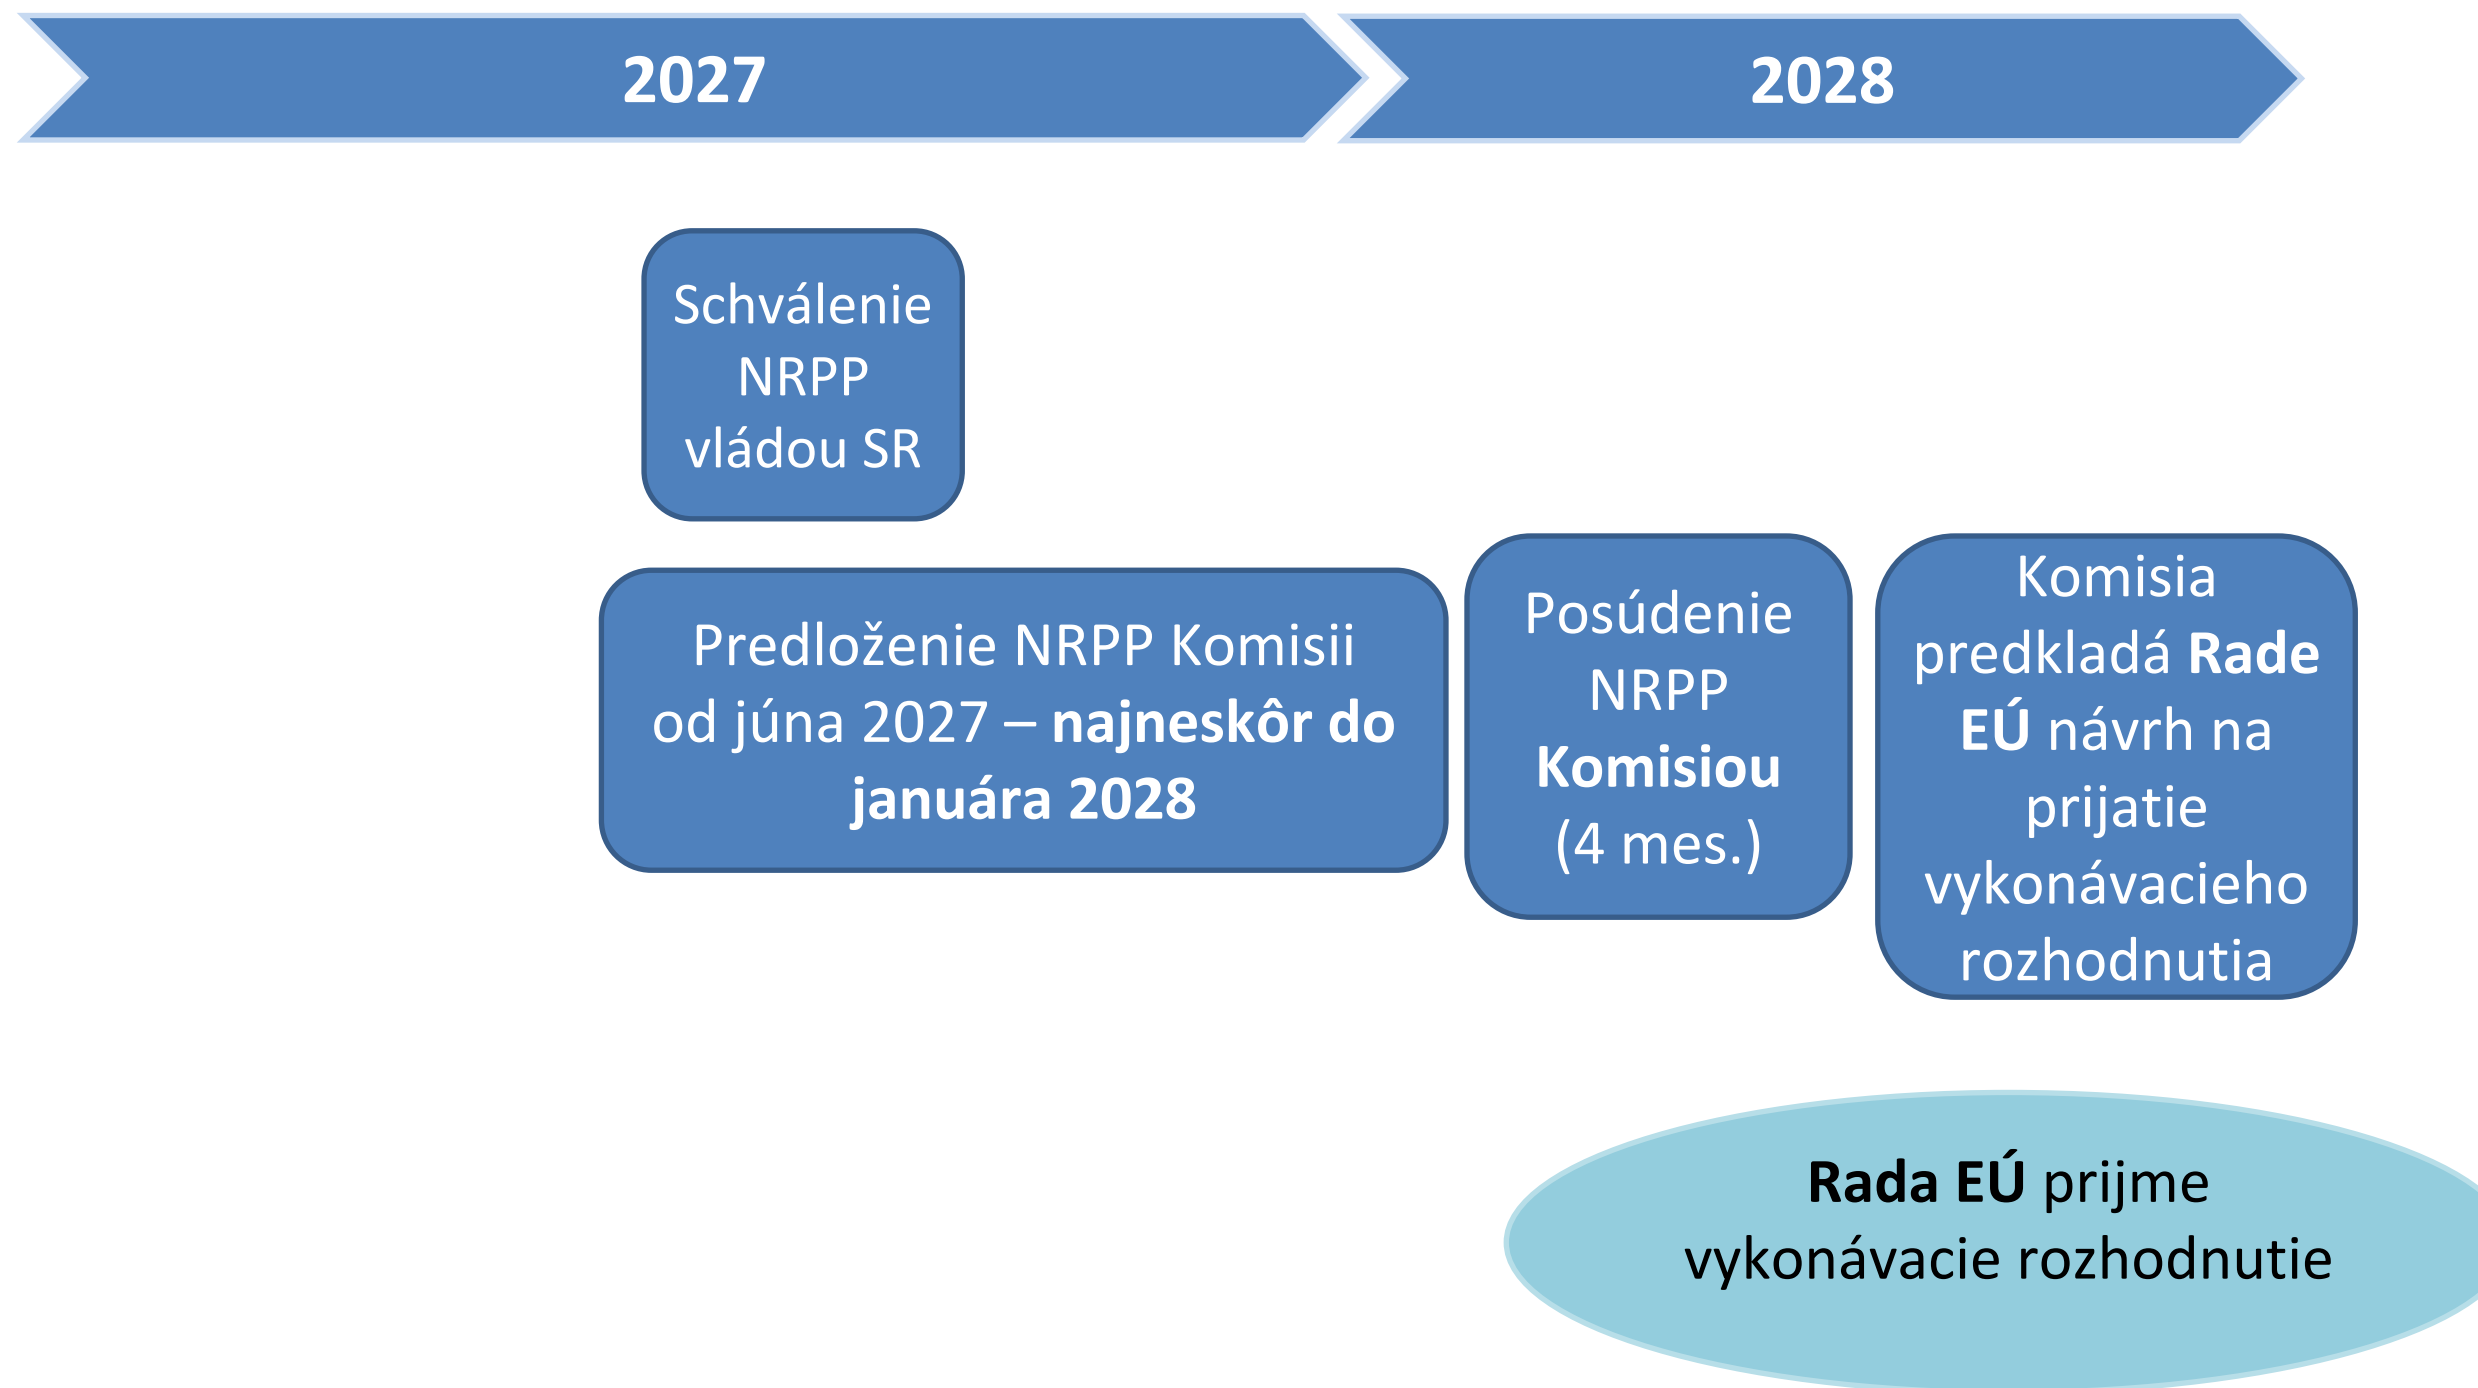 2027
2028
Schválenie
NRPP
vládou SR
Predloženie NRPP Komisii
od júna 2027 – najneskôr do
januára 2028
Posúdenie
NRPP
Komisiou
(4 mes.)
Komisia
predkladá Rade
EÚ návrh na
prijatie
vykonávacieho
rozhodnutia
Rada EÚ prijme
vykonávacie rozhodnutie